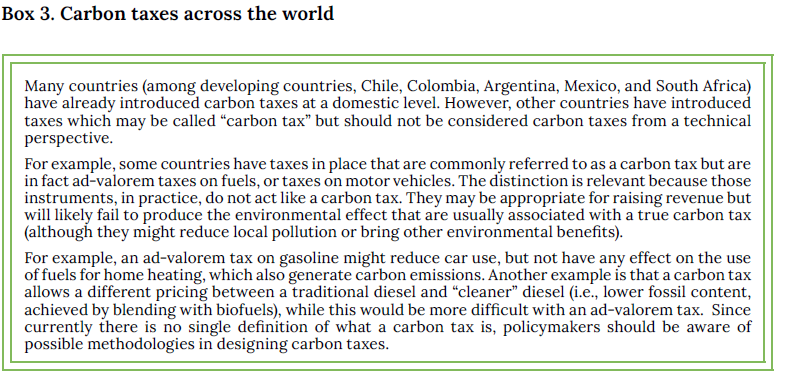 Box 3. Carbon taxes across the world
Many countries (among developing countries, Chile, Colombia, Argentina, Mexico, and South Africa)
have already introduced carbon taxes at a domestic level. However, other countries have introduced
taxes which may be called “carbon tax” but should not be considered carbon taxes from a technical
perspective.
For example, some countries have taxes in place that are commonly referred to as a carbon tax but are
in fact ad-valorem taxes on fuels, or taxes on motor vehicles. The distinction is relevant because those
instruments, in practice, do not act like a carbon tax. They may be appropriate for raising revenue but
will likely fail to produce the environmental effect that are usually associated with a true carbon tax
(although they might reduce local pollution or bring other environmental benefits).
For example, an ad-valorem tax on gasoline might reduce car use, but not have any effect on the use
of fuels for home heating, which also generate carbon emissions. Another example is that a carbon tax
allows a different pricing between a traditional diesel and “cleaner” diesel (i.e., lower fossil content,
achieved by blending with biofuels), while this would be more difficult with an ad-valorem tax. Since
currently there is no single definition of what a carbon tax is, policymakers should be aware of
possible methodologies in designing carbon taxes.